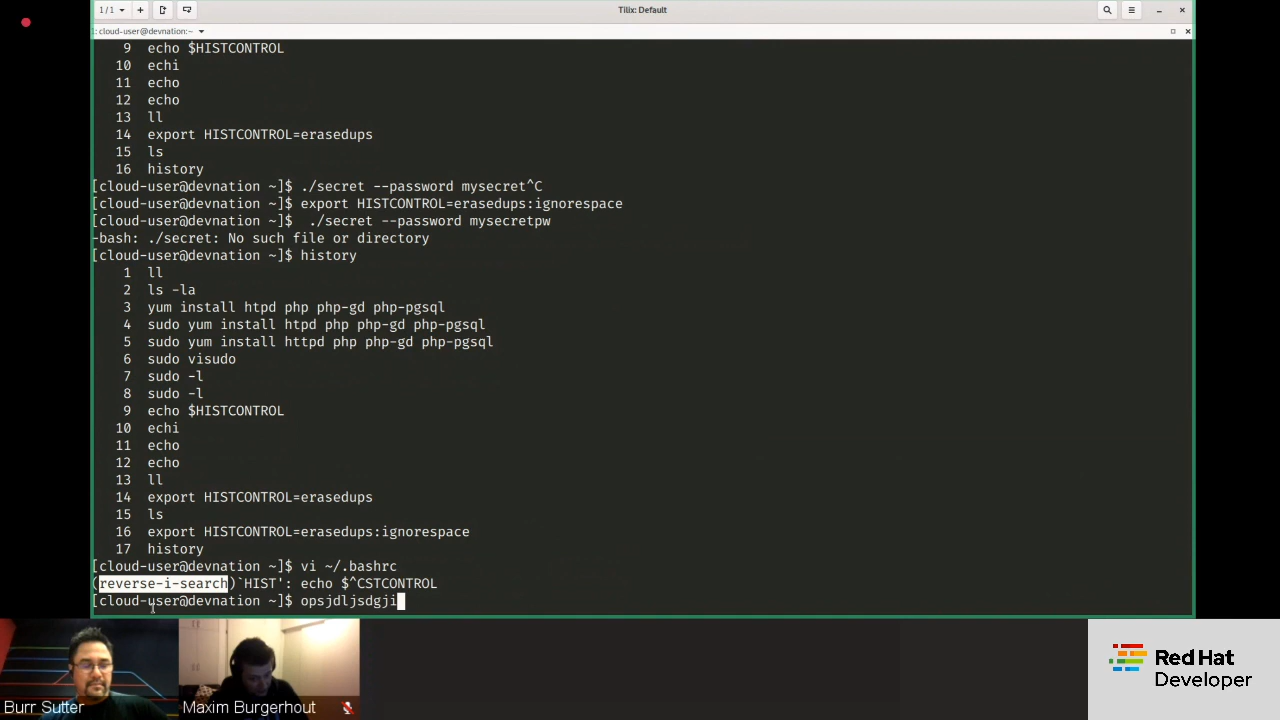 1/1
Tilix: Default
: cloud-user@devnation:~
9 echo $HISTCONTROL
10 echi
11 echo
12 echo
13 ll
14 export HISTCONTROL=erasedups
15 ls
16 history
[cloud-user@devnation ~]$ ./secret --password mysecret^C
[cloud-user@devnation ~]$ export HISTCONTROL=erasedups:ignorespace
[cloud-user@devnation ~]$  ./secret --password mysecretpw
-bash: ./secret: No such file or directory
[cloud-user@devnation ~]$ history
1 ll
2 ls -la
3 yum install htpd php php-gd php-pgsql
4 sudo yum install htpd php php-gd php-pgsql
5 sudo yum install httpd php php-gd php-pgsql
6 sudo visudo
7 sudo -l
8 sudo -l
9 echo $HISTCONTROL
10 echi
11 echo
12 echo
13 ll
14 export HISTCONTROL=erasedups
15 ls
16 export HISTCONTROL=erasedups:ignorespace
17 history
[cloud-user@devnation ~]$ vi ~/.bashrc
(reverse-i-search)`HIST': echo $^CSTCONTROL
[cloud-user@devnation ~]$ opsjdljsdgji
Burr Sutter
Maxim Burgerhout
Red Hat
Developer